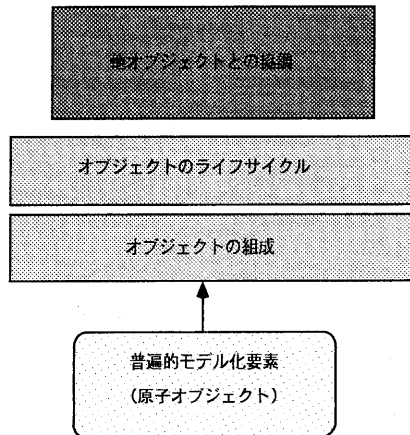 他オブジェクトとの協調
オブジェクトのライフサイクル
オブジェクトの組成
普遍的モデル化要素
(原子オブジェクト)